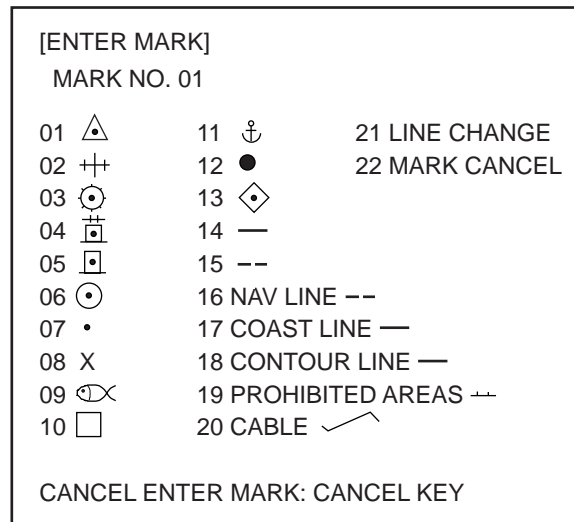 [ENTER MARK]
MARK NO. 01
01 11 21 LINE CHANGE
02 12 22 MARK CANCEL
03 13
04 14
05 15
06 16 NAV LINE
07 17 COAST LINE
08 X 18 CONTOUR LINE
09 19 PROHIBITED AREAS
10 20 CABLE
CANCEL ENTER MARK: CANCEL KEY